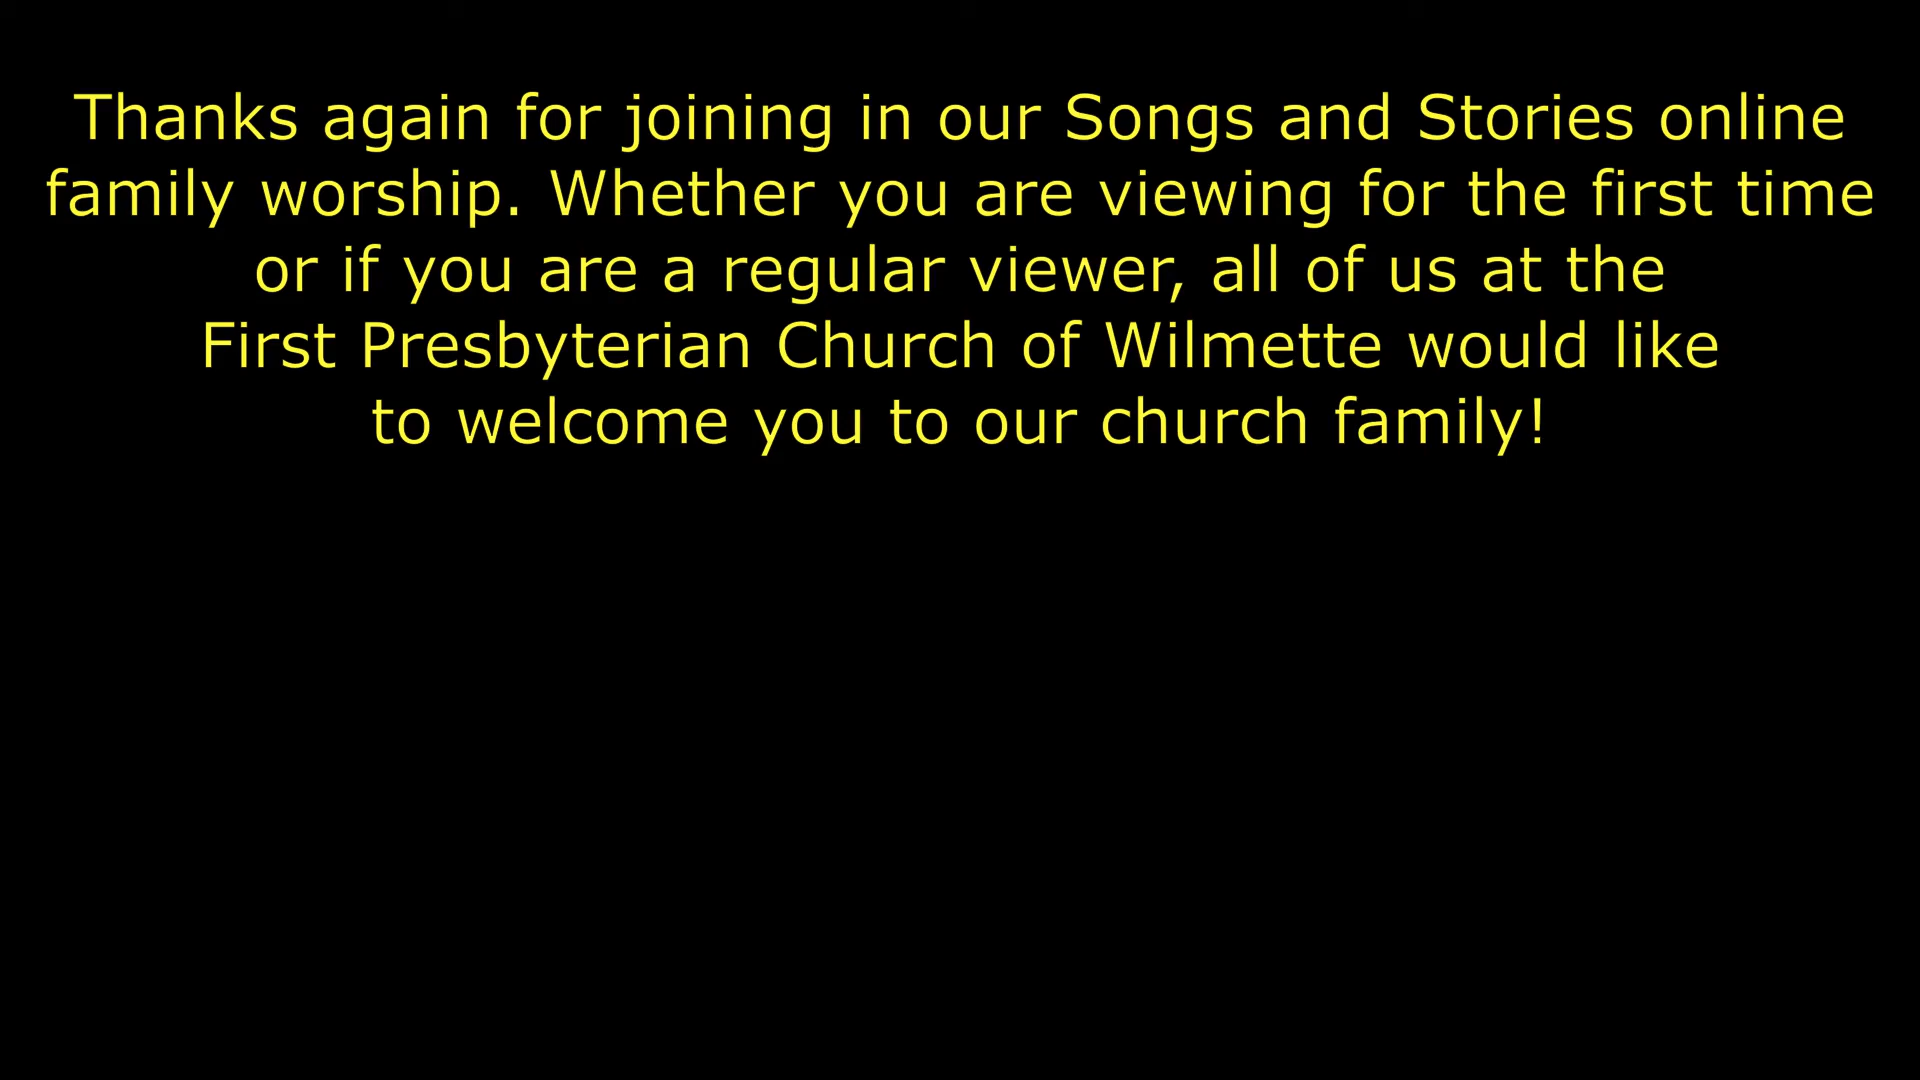 Thanks again for joining in our Songs and Stories online
family worship. Whether you are viewing for the first time
or if you are a regular viewer, all of us at the
First Presbyterian Church of Wilmette would like
to welcome you to our church family!